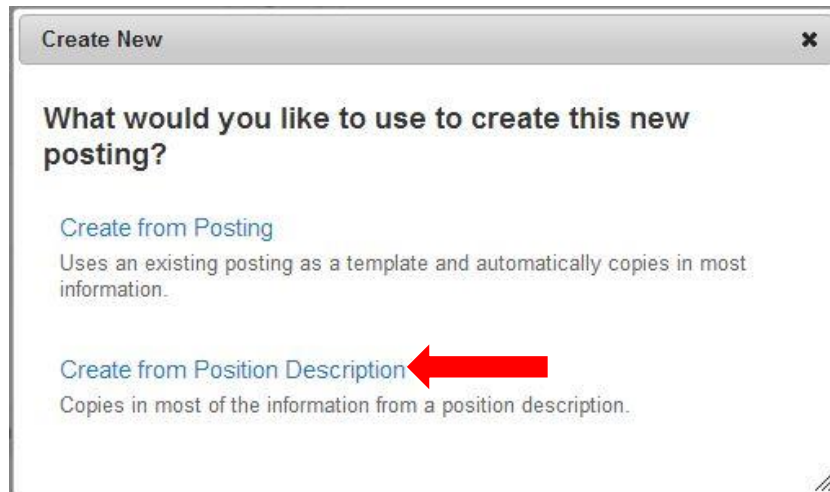 Create New
What would you like to use to create this new
posting?
Create from Posting
Uses an existing posting as a template and automatically copies in most
information.
Create from Position Description
Copies in most of the information from a position description.